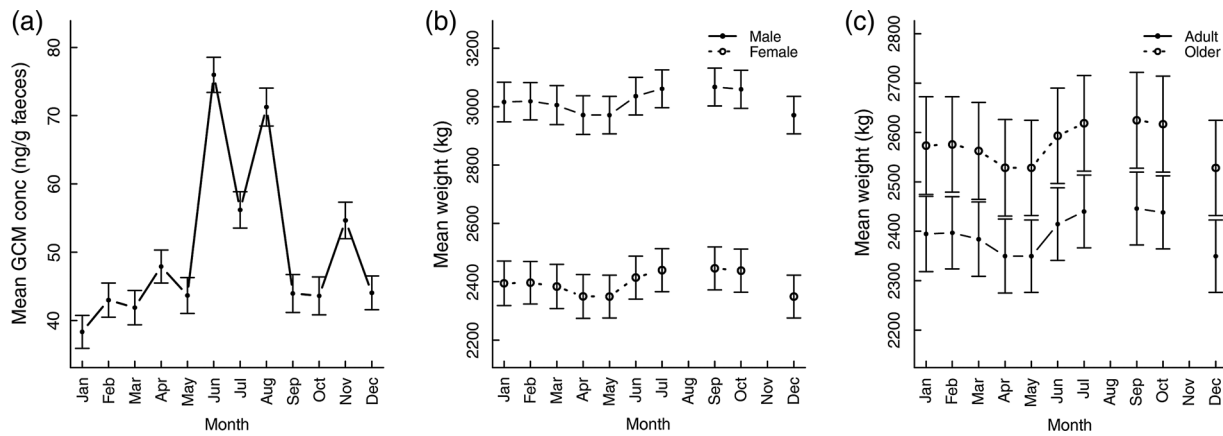 (a)
Mean GCM conc (ng/g faeces)
80
70
60
50
40
Jan Feb Mar Apr May Jun Jul Aug Sep Oct Nov Dec
Month
(b)
Mean weight (kg)
3200
3000
2800
2600
2400
2200
Male
Female
Jan Feb Mar Apr May Jun Jul Aug Sep Oct Nov Dec
Month
(c)
Mean weight (kg)
2800
2700
2600
2500
2400
2300
2200
Adult
Older
Jan Feb Mar Apr May Jun Jul Aug Sep Oct Nov Dec
Month